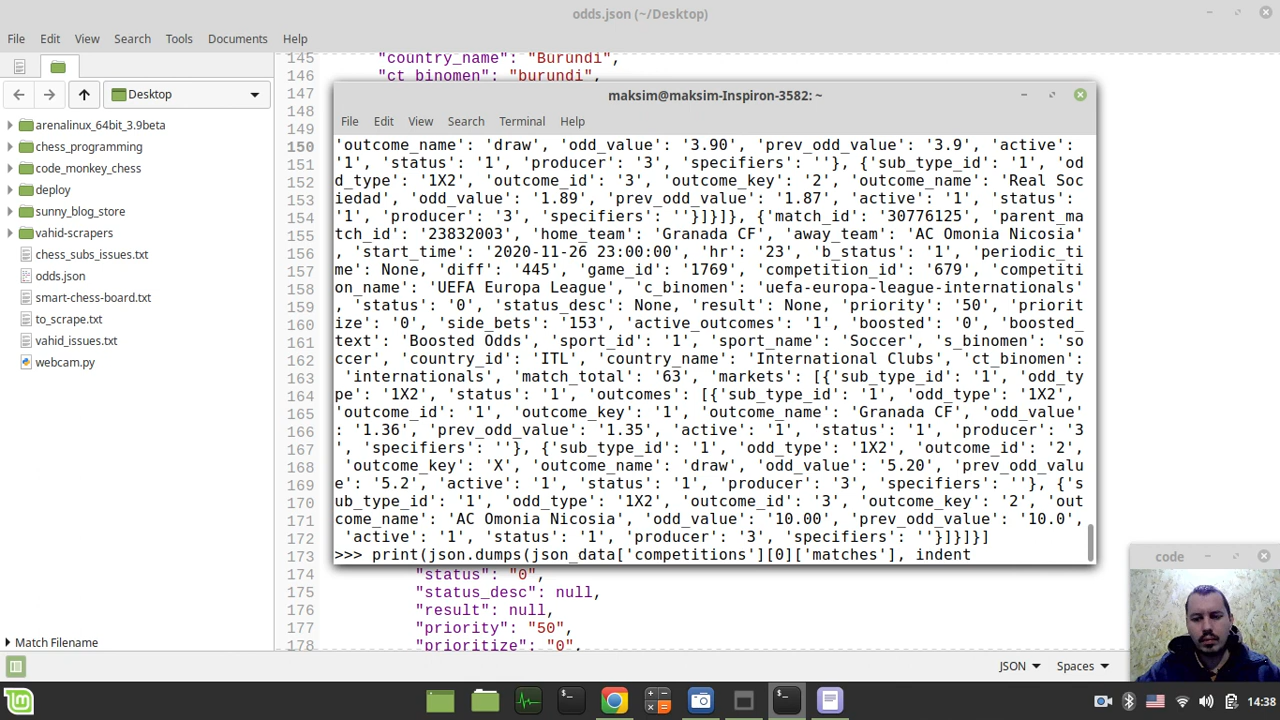 odds.json (~/Desktop)
File Edit View Search Tools Documents Help
Desktop
arenalinux_64bit_3.9beta
chess_programming
code_monkey_chess
deploy
sunny_blog_store
vahid-scrapers
chess_subs_issues.txt
odds.json
smart-chess-board.txt
to_scrape.txt
vahid_issues.txt
webcam.py
Match Filename
145 "country_name": "Burundi",
146 "ct_binomen": "burundi",
147
148
149
150
151
152
153
154
155
156
157
158
159
160
161
162
163
164
165
166
167
168
169
170
171
172
173
174 "status": "0",
175 "status_desc": null,
176 "result": null,
177 "priority": "50",
178 "prioritize": "0",
maksim@maksim-Inspiron-3582: ~
File Edit View Search Terminal Help
'outcome_name': 'draw', 'odd_value': '3.90', 'prev_odd_value': '3.9', 'active':
'1', 'status': '1', 'producer': '3', 'specifiers': ''}, {'sub_type_id': '1', 'od
d_type': '1X2', 'outcome_id': '3', 'outcome_key': '2', 'outcome_name': 'Real Soc
iedad', 'odd_value': '1.89', 'prev_odd_value': '1.87', 'active': '1', 'status':
'1', 'producer': '3', 'specifiers': ''}]}]}, {'match_id': '30776125', 'parent_ma
tch_id': '23832003', 'home_team': 'Granada CF', 'away_team': 'AC Omonia Nicosia'
, 'start_time': '2020-11-26 23:00:00', 'hr': '23', 'b_status': '1', 'periodic_ti
me': None, 'diff': '445', 'game_id': '1769', 'competition_id': '679', 'competiti
on_name': 'UEFA Europa League', 'c_binomen': 'uefa-europa-league-internationals'
, 'status': '0', 'status_desc': None, 'result': None, 'priority': '50', 'priorit
ize': '0', 'side_bets': '153', 'active_outcomes': '1', 'boosted': '0', 'boosted_
text': 'Boosted Odds', 'sport_id': '1', 'sport_name': 'Soccer', 's_binomen': 'so
ccer', 'country_id': 'ITL', 'country_name': 'International Clubs', 'ct_binomen':
'internationals', 'match_total': '63', 'markets': [{'sub_type_id': '1', 'odd_ty
pe': '1X2', 'status': '1', 'outcomes': [{'sub_type_id': '1', 'odd_type': '1X2',
'outcome_id': '1', 'outcome_key': '1', 'outcome_name': 'Granada CF', 'odd_value'
: '1.36', 'prev_odd_value': '1.35', 'active': '1', 'status': '1', 'producer': '3
', 'specifiers': ''}, {'sub_type_id': '1', 'odd_type': '1X2', 'outcome_id': '2',
'outcome_key': 'X', 'outcome_name': 'draw', 'odd_value': '5.20', 'prev_odd_valu
e': '5.2', 'active': '1', 'status': '1', 'producer': '3', 'specifiers': ''}, {'s
ub_type_id': '1', 'odd_type': '1X2', 'outcome_id': '3', 'outcome_key': '2', 'out
come_name': 'AC Omonia Nicosia', 'odd_value': '10.00', 'prev_odd_value': '10.0',
'active': '1', 'status': '1', 'producer': '3', 'specifiers': ''}]}]}]
>>> print(json.dumps(json_data['competitions'][0]['matches'], indent
code
JSON Spaces
14:38